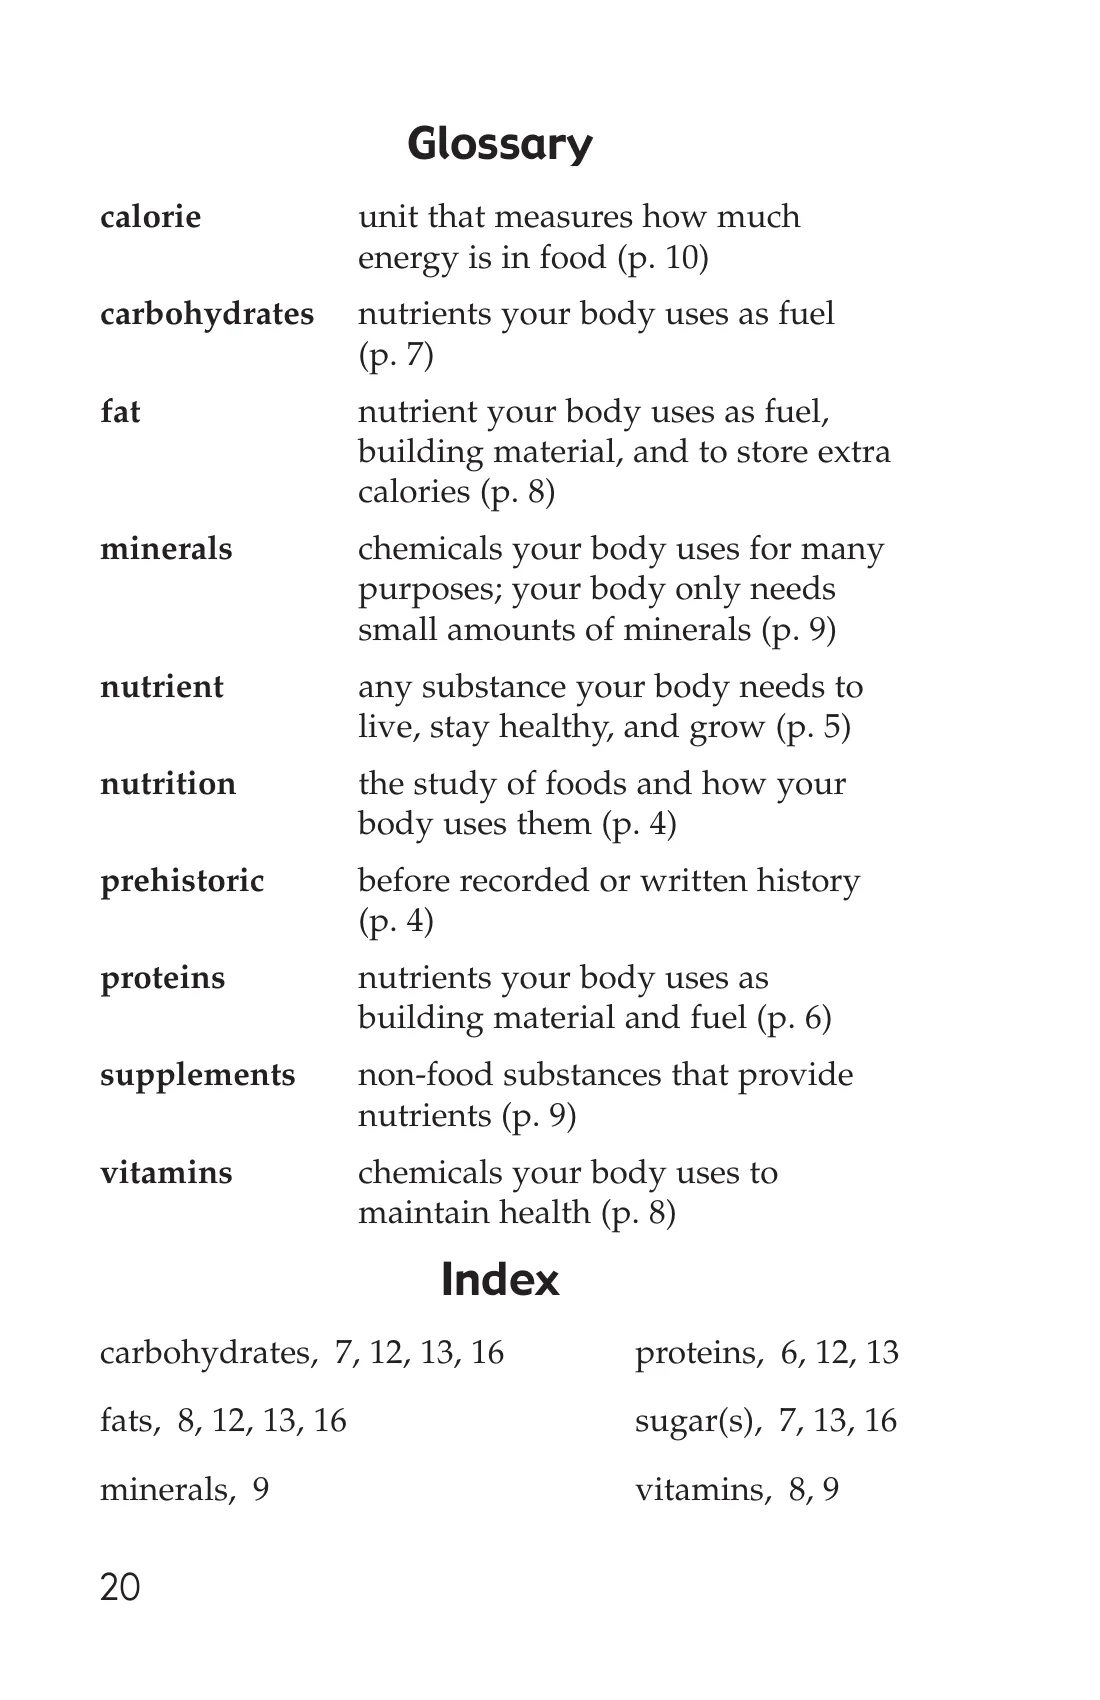 Glossary
calorie unit that measures how much
energy is in food (p. 10)
carbohydrates nutrients your body uses as fuel
(p. 7)
fat nutrient your body uses as fuel,
building material, and to store extra
calories (p. 8)
minerals chemicals your body uses for many
purposes; your body only needs
small amounts of minerals (p. 9)
nutrient any substance your body needs to
live, stay healthy, and grow (p. 5)
nutrition the study of foods and how your
body uses them (p. 4)
prehistoric before recorded or written history
(p. 4)
proteins nutrients your body uses as
building material and fuel (p. 6)
supplements non-food substances that provide
nutrients (p. 9)
vitamins chemicals your body uses to
maintain health (p. 8)
Index
carbohydrates, 7, 12, 13, 16
fats, 8, 12, 13, 16
minerals, 9
proteins, 6, 12, 13
sugar(s), 7, 13, 16
vitamins, 8, 9
20